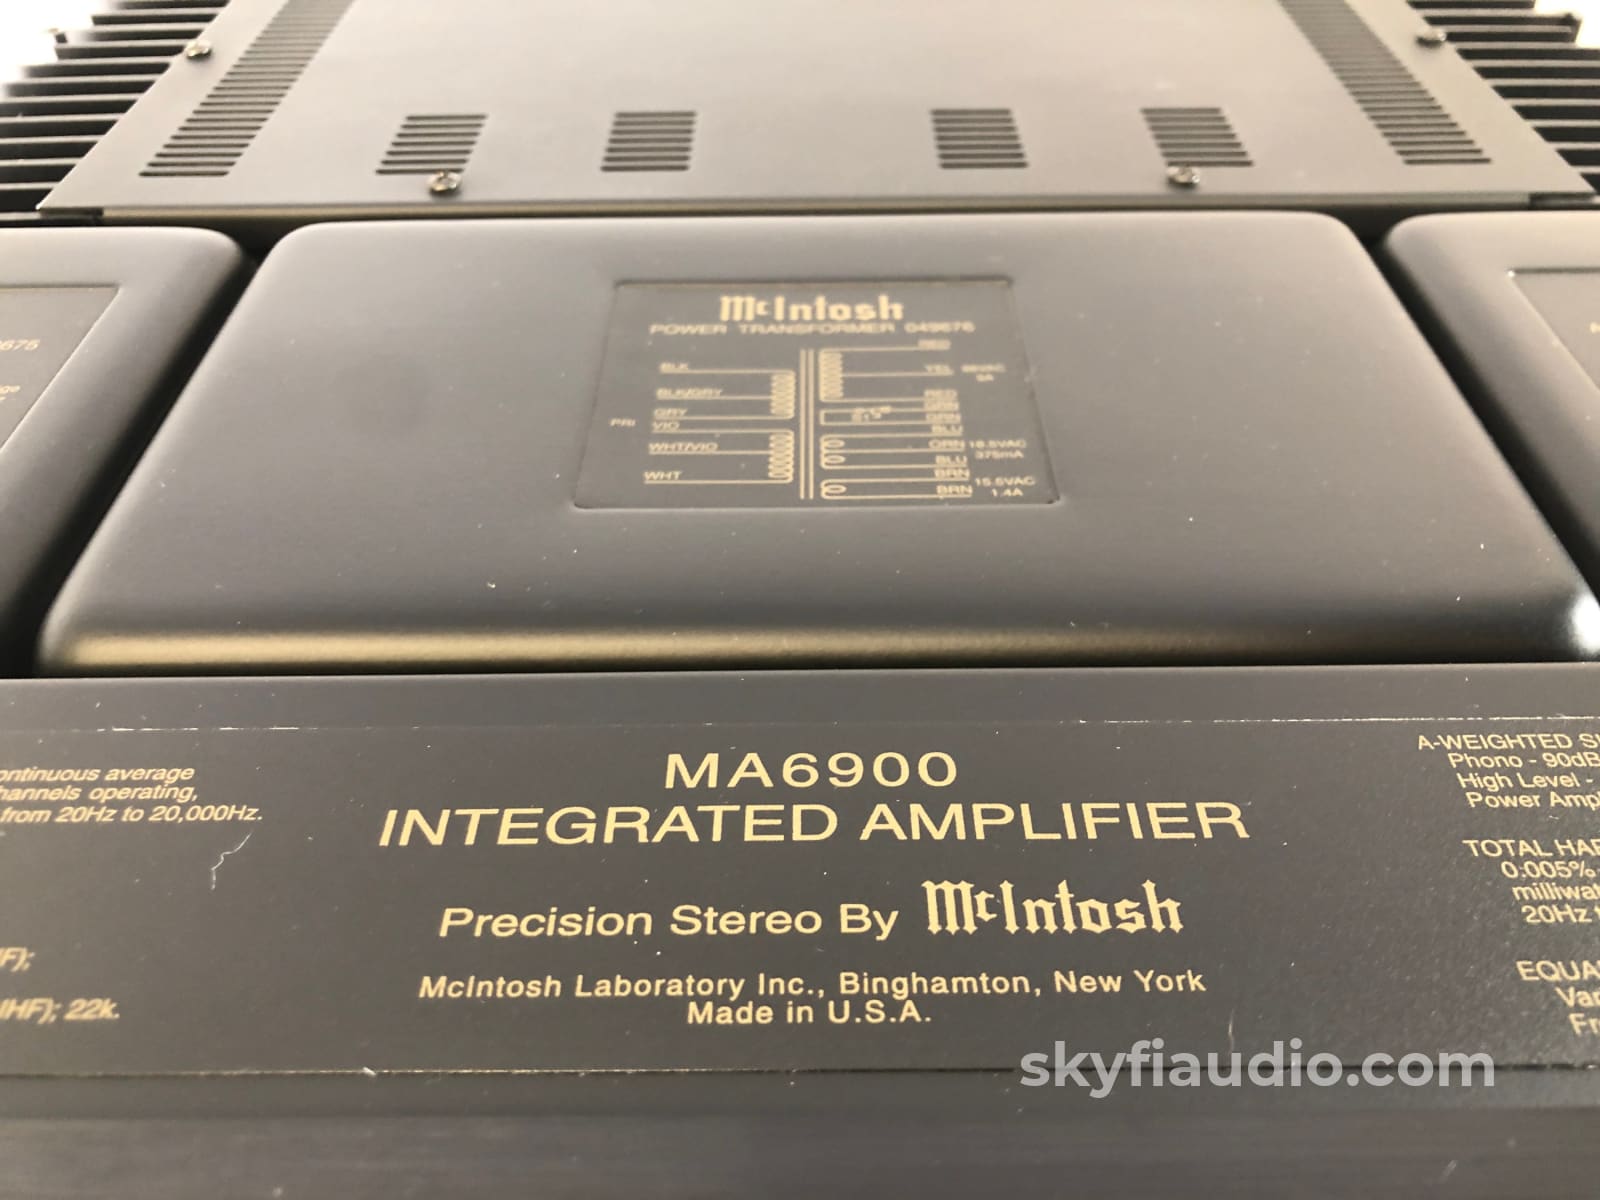 McIntosh
POWER TRANSFORMER 049676
RED
BLK
YEL
BLK/GRY
RED
GRY
GRN
PRI
VIO
GRN
BLU
WHT/VIO
ORN 18.5VAC
375mA
BLU
WHT
BRN
15.5VAC
BRN
1.4A
MA6900
INTEGRATED AMPLIFIER
Precision Stereo By McIntosh
McIntosh Laboratory Inc., Binghamton, New York
Made in U.S.A.
ontinuous average
hannels operating,
from 20Hz to 20,000Hz.
F);
IHF); 22k.
A-WEIGHTED
Phono - 90dB
High Level -
Power Amp
TOTAL HAR
0.005%
milliwat
20Hz
EQUA
Var
Fr
skyfiaudio.com